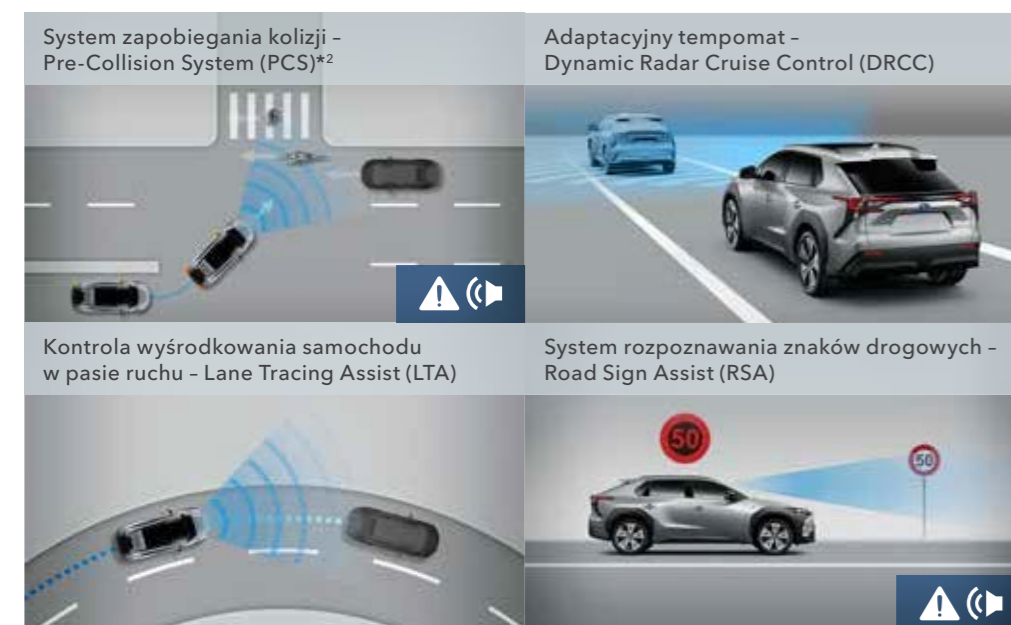 System zapobiegania kolizji –
Pre-Collision System (PCS)*2
Adaptacyjny tempomat –
Dynamic Radar Cruise Control (DRCC)
Kontrola wyśrodkowania samochodu
w pasie ruchu – Lane Tracing Assist (LTA)
System rozpoznawania znaków drogowych –
Road Sign Assist (RSA)
50
50